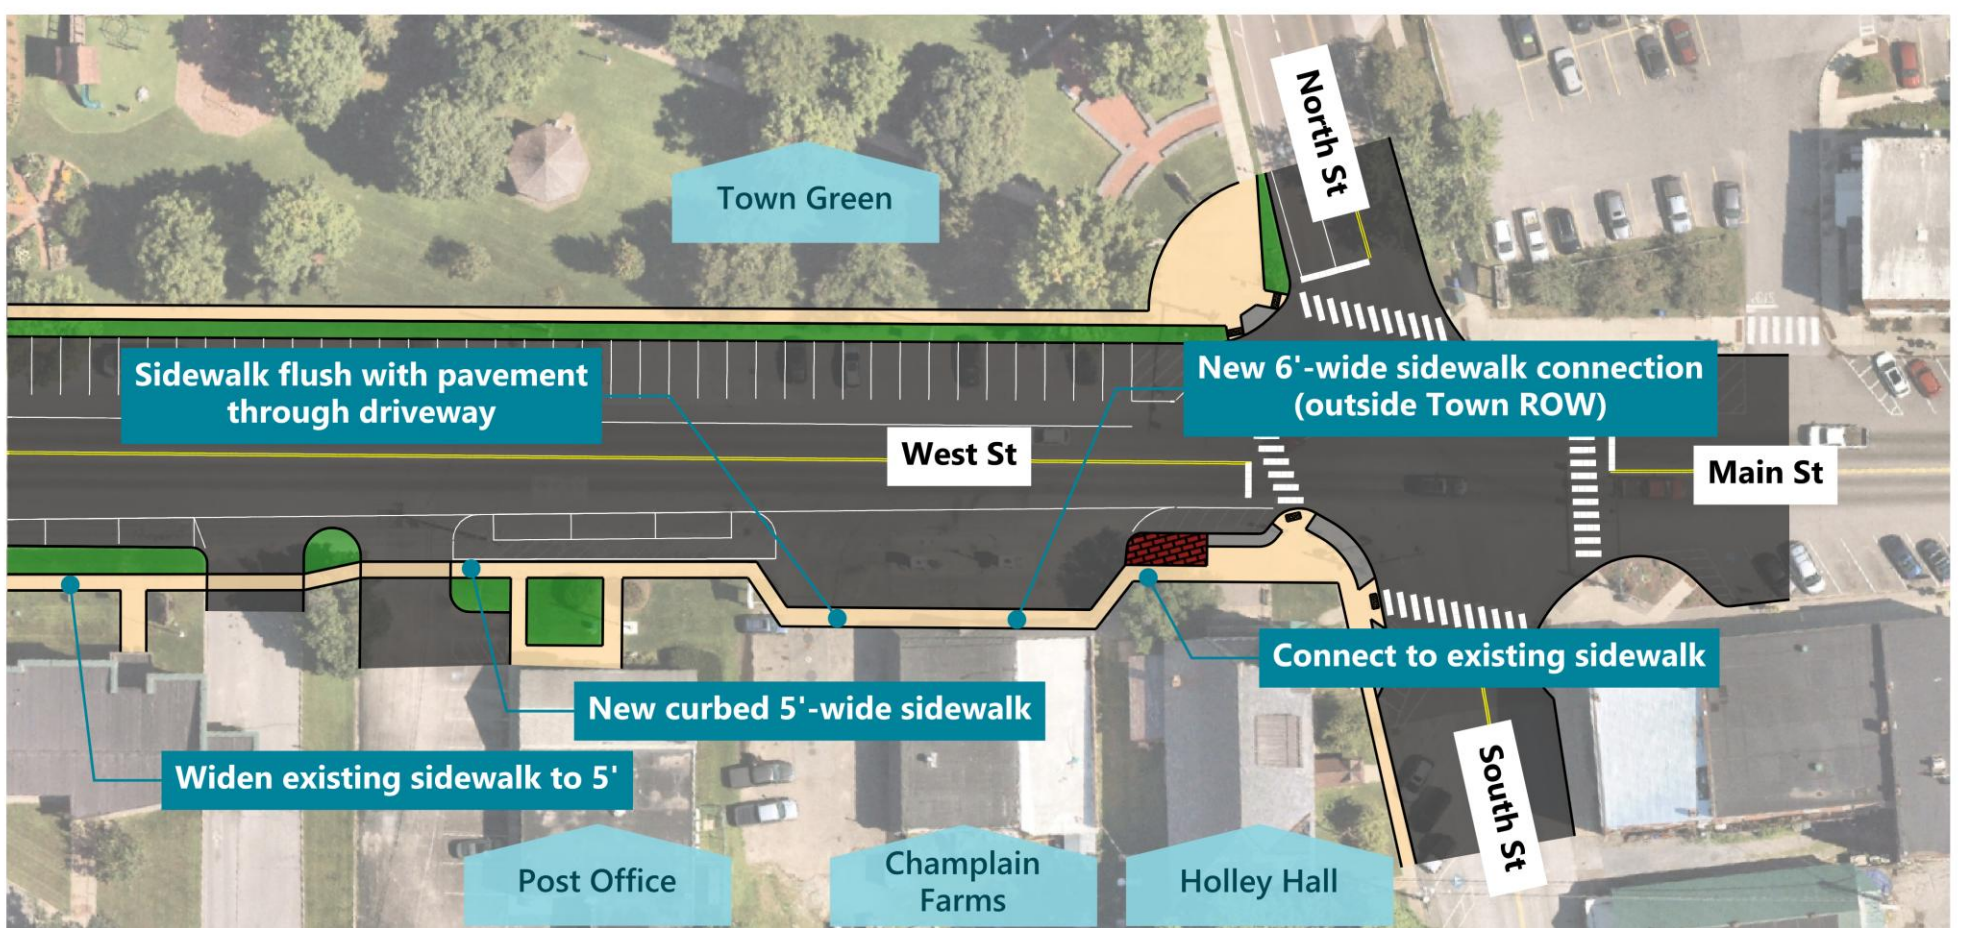 North St
Town Green
Sidewalk flush with pavement
through driveway
New 6'-wide sidewalk connection
(outside Town ROW)
West St
Main St
Connect to existing sidewalk
New curbed 5'-wide sidewalk
Widen existing sidewalk to 5'
South St
Post Office
Champlain
Farms
Holley Hall